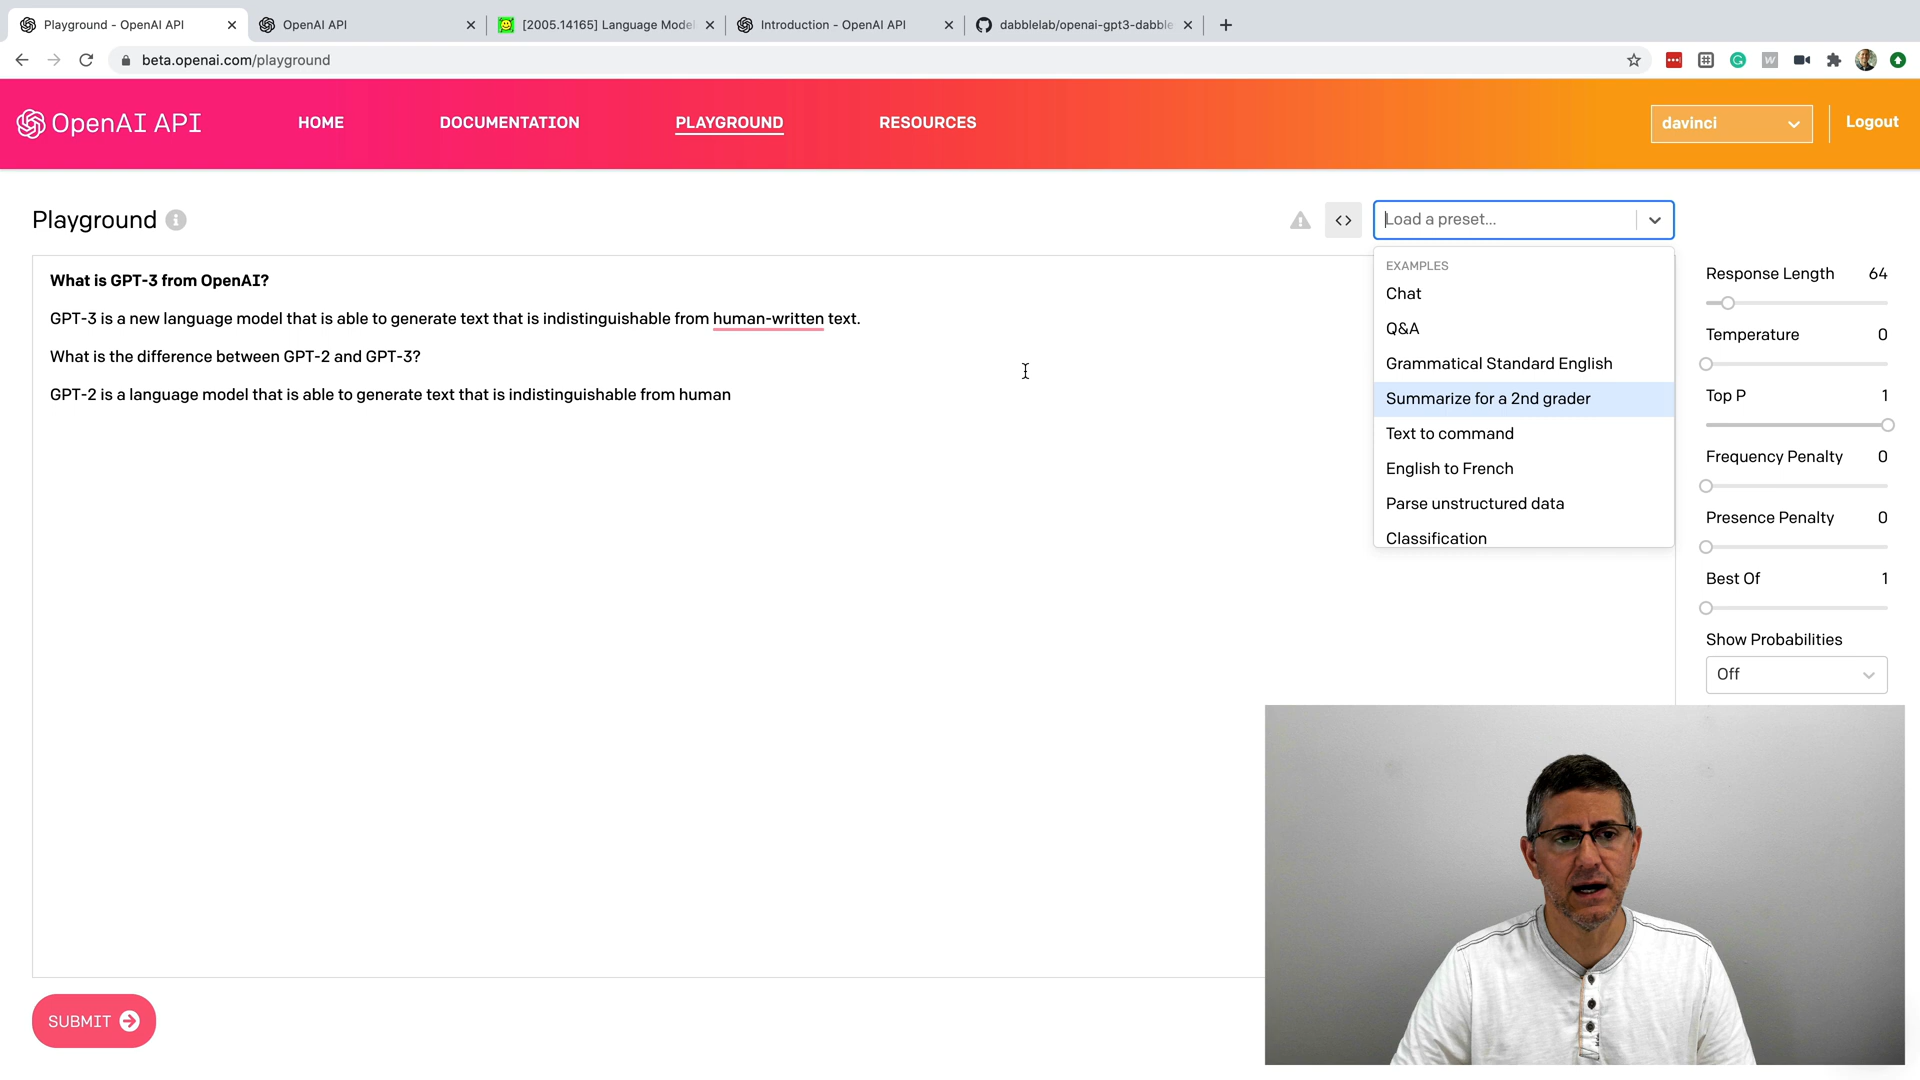 Playground - OpenAI API
OpenAI API
[2005.14165] Language Model
Introduction - OpenAI API
dabblelab/openai-gpt3-dabble
beta.openai.com/playground
OpenAI API
HOME
DOCUMENTATION
PLAYGROUND
RESOURCES
davinci
Logout
Playground
<>
Load a preset...
What is GPT-3 from OpenAI?
GPT-3 is a new language model that is able to generate text that is indistinguishable from human-written text.
What is the difference between GPT-2 and GPT-3?
GPT-2 is a language model that is able to generate text that is indistinguishable from human
EXAMPLES
Chat
Q&A
Grammatical Standard English
Summarize for a 2nd grader
Text to command
English to French
Parse unstructured data
Classification
Response Length 64
Temperature 0
Top P 1
Frequency Penalty 0
Presence Penalty 0
Best Of 1
Show Probabilities
Off
SUBMIT